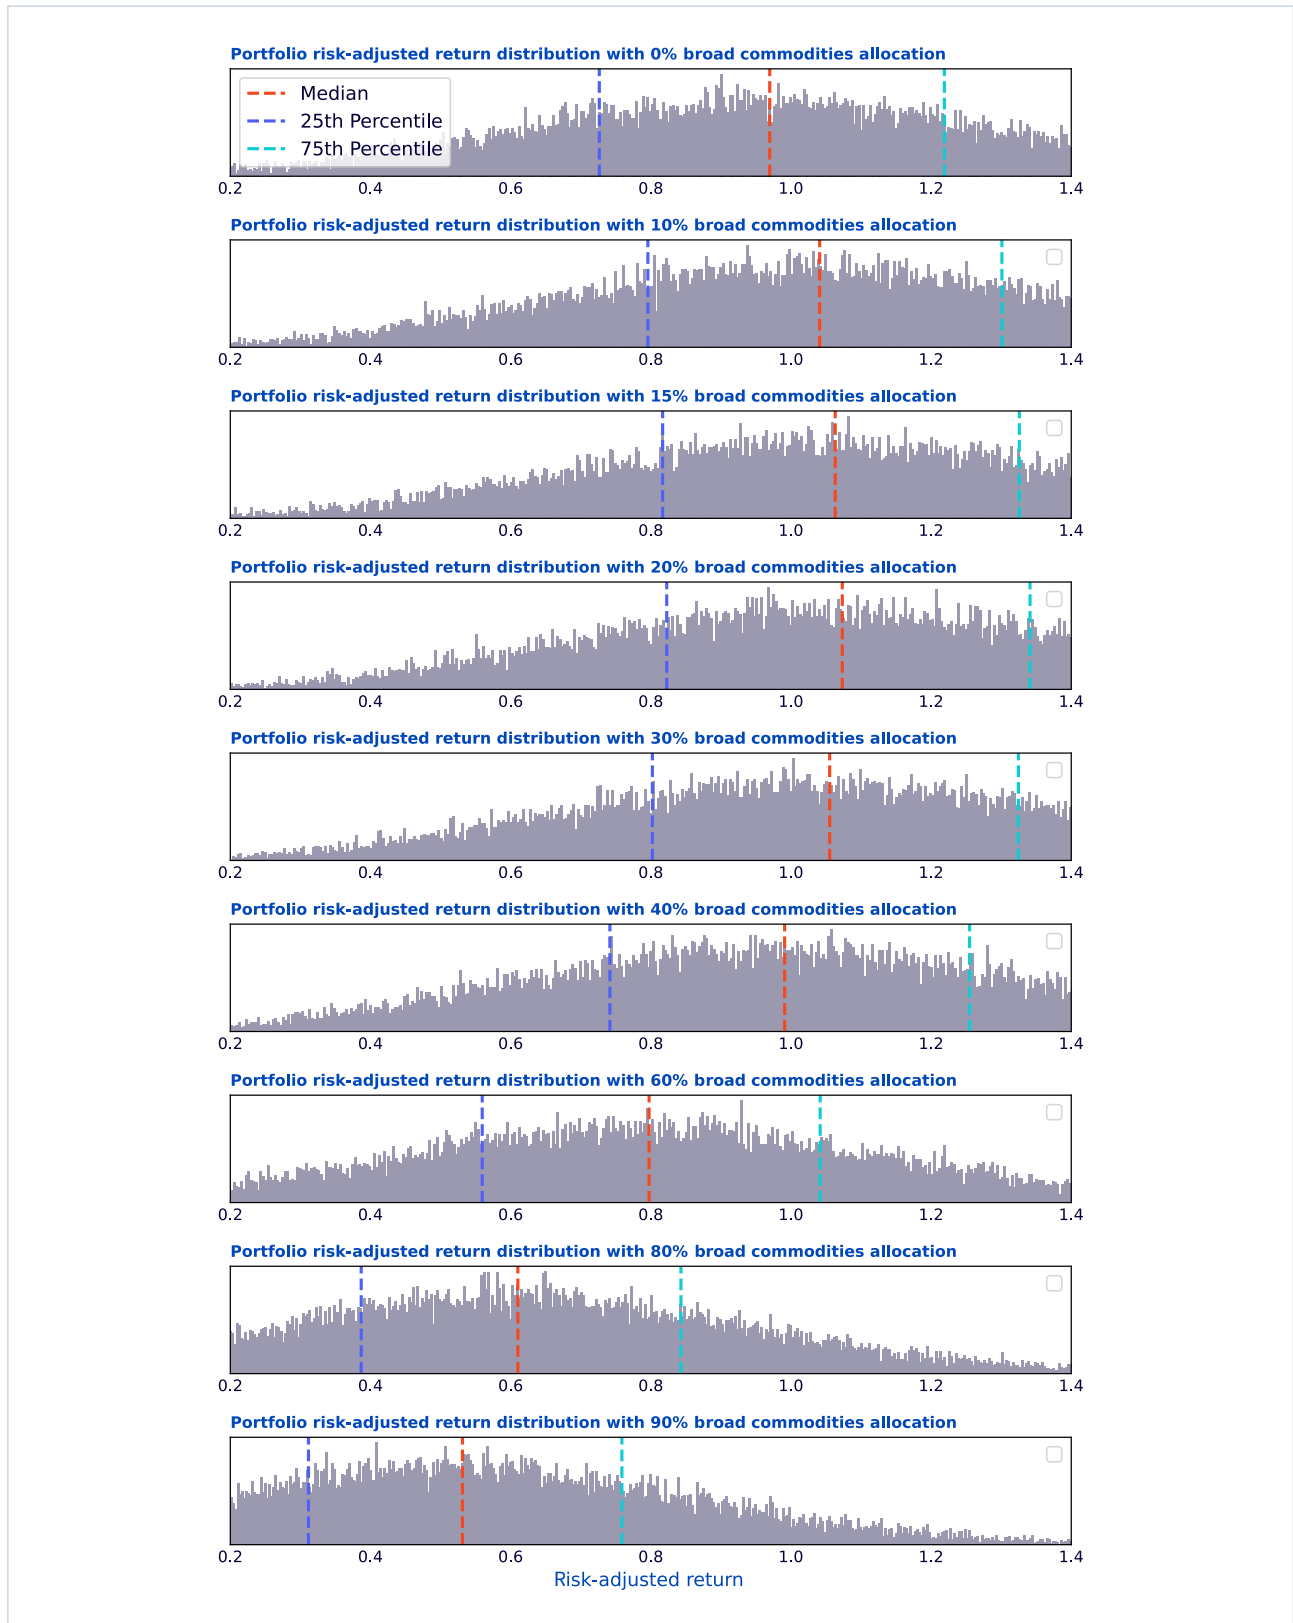 Portfolio risk-adjusted return distribution with 0% broad commodities allocation
Median
25th Percentile
75th Percentile
0.2 0.4 0.6 0.8 1.0 1.2 1.4
Portfolio risk-adjusted return distribution with 10% broad commodities allocation
0.2 0.4 0.6 0.8 1.0 1.2 1.4
Portfolio risk-adjusted return distribution with 15% broad commodities allocation
0.2 0.4 0.6 0.8 1.0 1.2 1.4
Portfolio risk-adjusted return distribution with 20% broad commodities allocation
0.2 0.4 0.6 0.8 1.0 1.2 1.4
Portfolio risk-adjusted return distribution with 30% broad commodities allocation
0.2 0.4 0.6 0.8 1.0 1.2 1.4
Portfolio risk-adjusted return distribution with 40% broad commodities allocation
0.2 0.4 0.6 0.8 1.0 1.2 1.4
Portfolio risk-adjusted return distribution with 60% broad commodities allocation
0.2 0.4 0.6 0.8 1.0 1.2 1.4
Portfolio risk-adjusted return distribution with 80% broad commodities allocation
0.2 0.4 0.6 0.8 1.0 1.2 1.4
Portfolio risk-adjusted return distribution with 90% broad commodities allocation
0.2 0.4 0.6 0.8 1.0 1.2 1.4
Risk-adjusted return